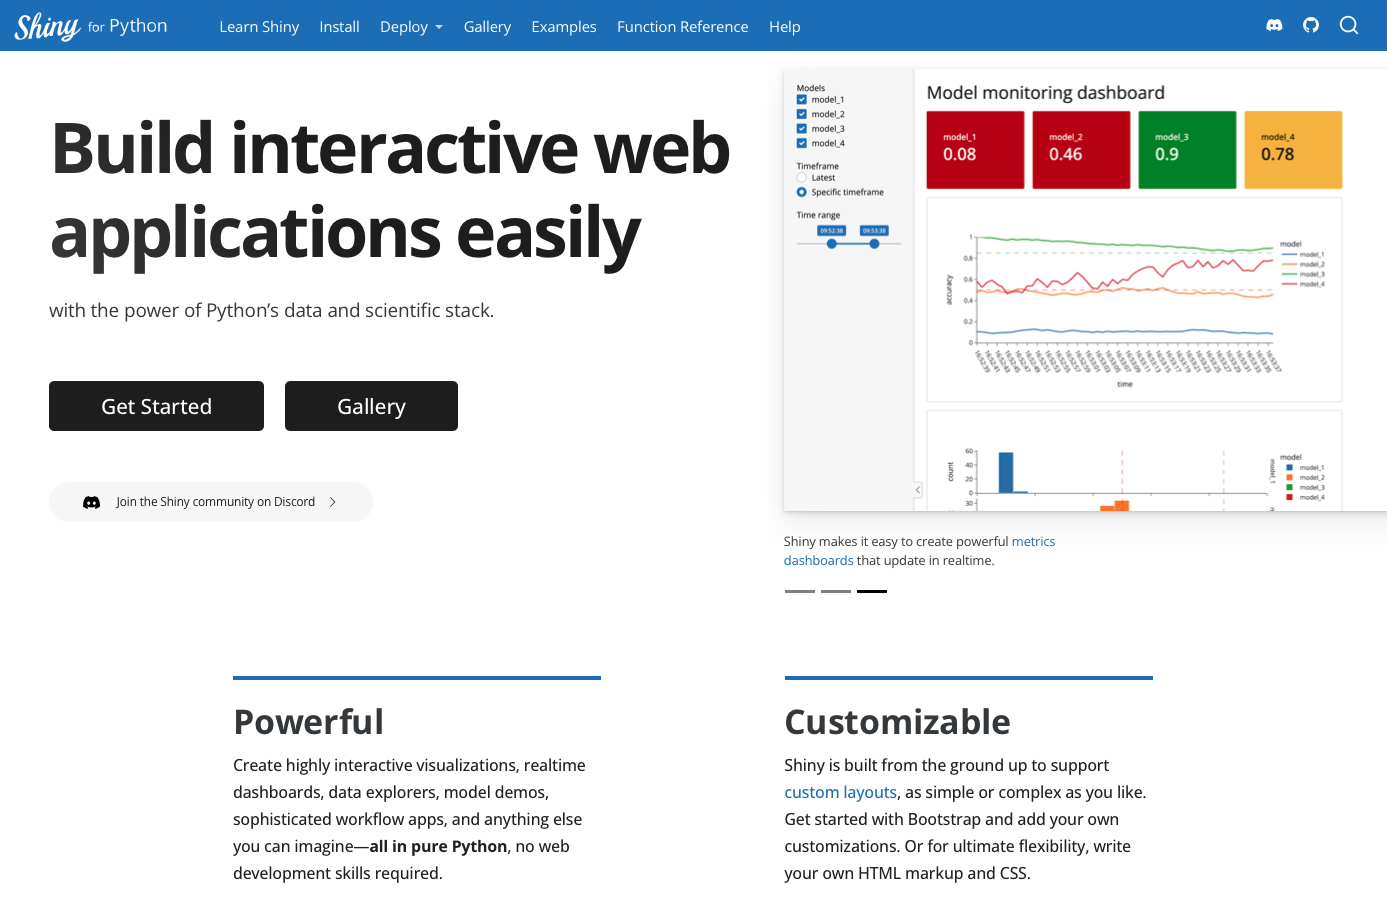 Shiny for Python
Learn Shiny
Install
Deploy
Gallery
Examples
Function Reference
Help
Build interactive web
applications easily
with the power of Python’s data and scientific stack.
Get Started
Gallery
Join the Shiny community on Discord
Models
model_1
model_2
model_3
model_4
Timeframe
Latest
Specific timeframe
Time range
09:52:38
09:53:38
Model monitoring dashboard
model_1
0.08
model_2
0.46
model_3
0.9
model_4
0.78
1
0.8
0.6
0.4
0.2
0
accuracy
time
model
model_1
model_2
model_3
model_4
60
40
20
0
30
count
model_1
model
model_1
model_2
model_3
model_4
Shiny makes it easy to create powerful metrics
dashboards that update in realtime.
Powerful
Create highly interactive visualizations, realtime
dashboards, data explorers, model demos,
sophisticated workflow apps, and anything else
you can imagine—all in pure Python, no web
development skills required.
Customizable
Shiny is built from the ground up to support
custom layouts, as simple or complex as you like.
Get started with Bootstrap and add your own
customizations. Or for ultimate flexibility, write
your own HTML markup and CSS.